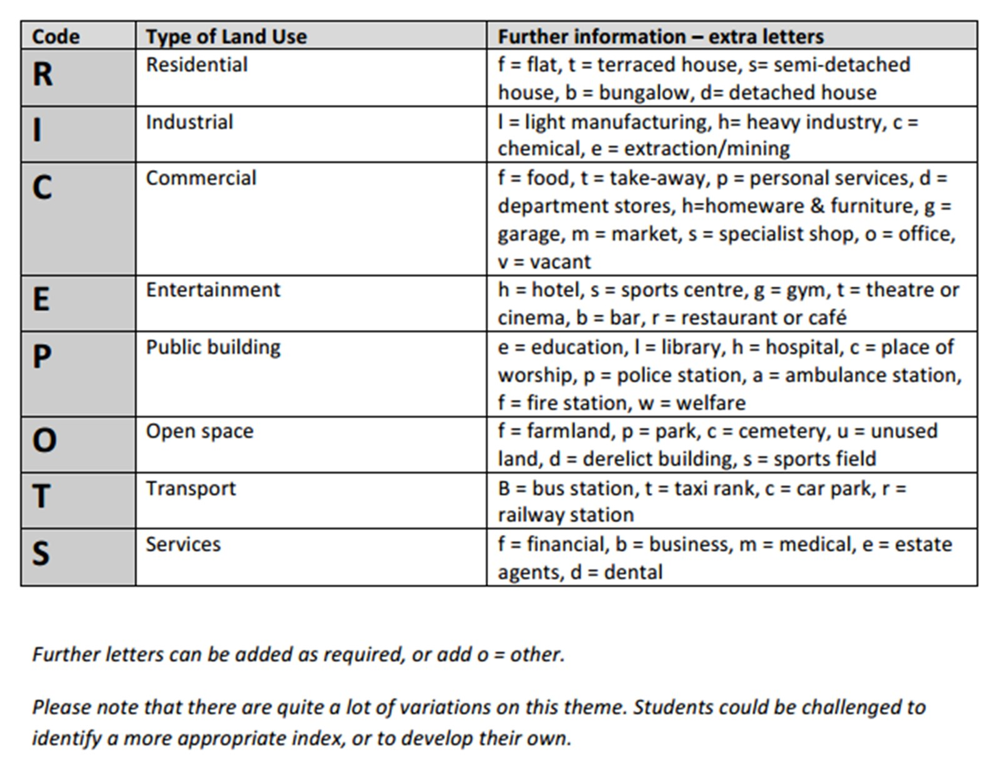 Code Type of Land Use Further information – extra letters
R Residential f = flat, t = terraced house, s= semi-detached
house, b = bungalow, d= detached house
I Industrial l = light manufacturing, h= heavy industry, c =
chemical, e = extraction/mining
C Commercial f = food, t = take-away, p = personal services, d =
department stores, h=homeware & furniture, g =
garage, m = market, s = specialist shop, o = office,
v = vacant
E Entertainment h = hotel, s = sports centre, g = gym, t = theatre or
cinema, b = bar, r = restaurant or café
P Public building e = education, l = library, h = hospital, c = place of
worship, p = police station, a = ambulance station,
f = fire station, w = welfare
O Open space f = farmland, p = park, c = cemetery, u = unused
land, d = derelict building, s = sports field
T Transport B = bus station, t = taxi rank, c = car park, r =
railway station
S Services f = financial, b = business, m = medical, e = estate
agents, d = dental
Further letters can be added as required, or add o = other.
Please note that there are quite a lot of variations on this theme. Students could be challenged to
identify a more appropriate index, or to develop their own.